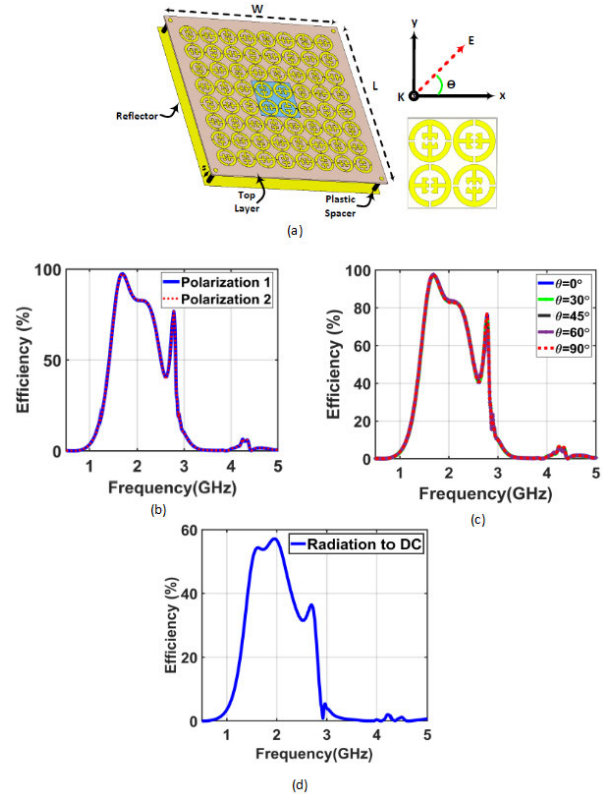 W
L
Reflector
Top
Layer
Plastic
Spacer
y
E
K
Θ
x
(a)
Efficiency (%)
100
50
0
Polarization 1
Polarization 2
1 2 3 4 5
Frequency(GHz)
(b)
Efficiency (%)
100
80
60
40
20
0
θ=0°
θ=30°
θ=45°
θ=60°
θ=90°
1 2 3 4 5
Frequency(GHz)
(c)
Efficiency (%)
60
40
20
0
Radiation to DC
1 2 3 4 5
Frequency(GHz)
(d)